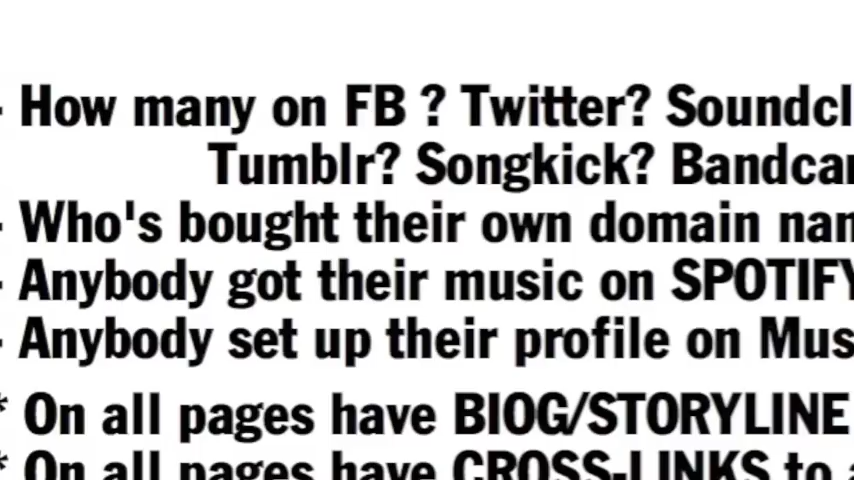 - How many on FB ? Twitter? Soundcl
Tumblr? Songkick? Bandcam
- Who's bought their own domain nam
- Anybody got their music on SPOTIFY
- Anybody set up their profile on Mus
* On all pages have BIOG/STORYLINE
* On all pages have CROSS-LINKS to a